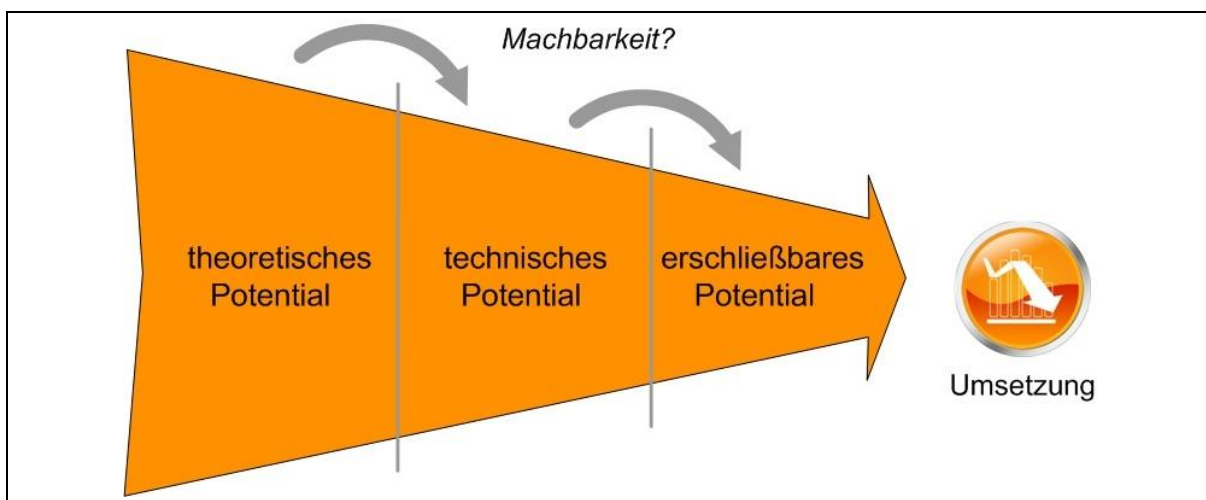 Machbarkeit?
theoretisches
Potential
technisches
Potential
erschließbares
Potential
Umsetzung